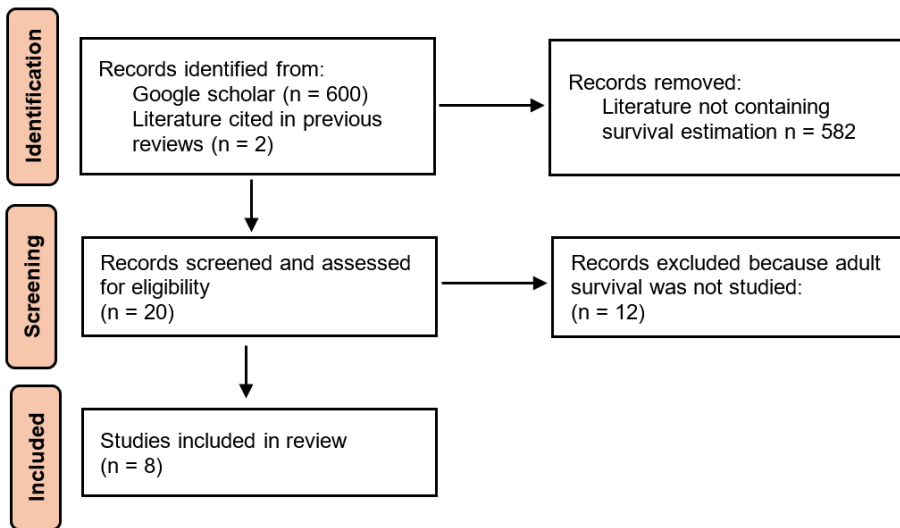 Identification
Records identified from:
Google scholar (n = 600)
Literature cited in previous
reviews (n = 2)
Records removed:
Literature not containing
survival estimation n = 582
Screening
Records screened and assessed
for eligibility
(n = 20)
Records excluded because adult
survival was not studied:
(n = 12)
Included
Studies included in review
(n = 8)